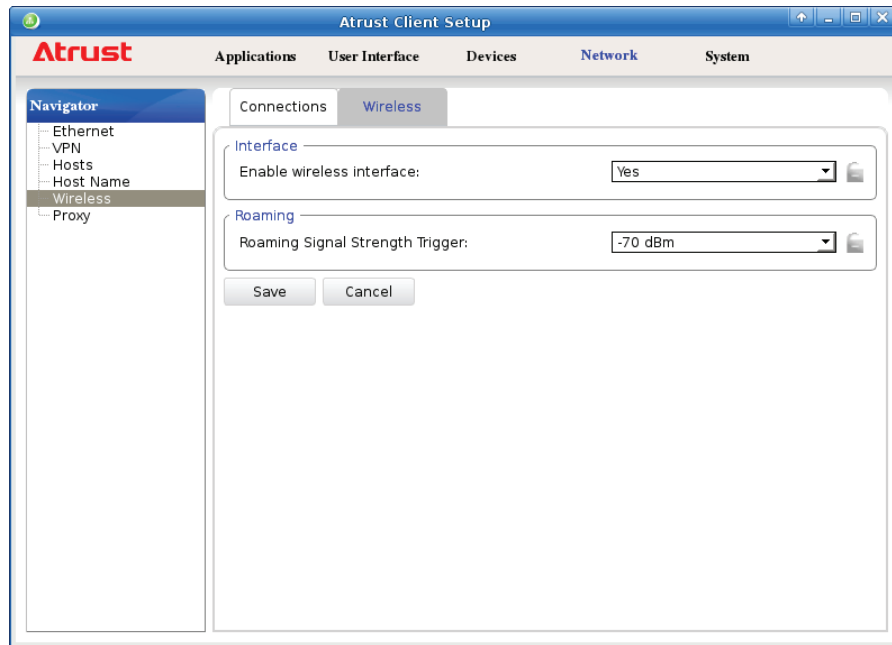 Atrust Client Setup
Atrust Applications User Interface Devices Network System
Navigator
Ethernet
VPN
Hosts
Host Name
Wireless
Proxy
Connections Wireless
Interface
Enable wireless interface: Yes
Roaming
Roaming Signal Strength Trigger: -70 dBm
Save Cancel